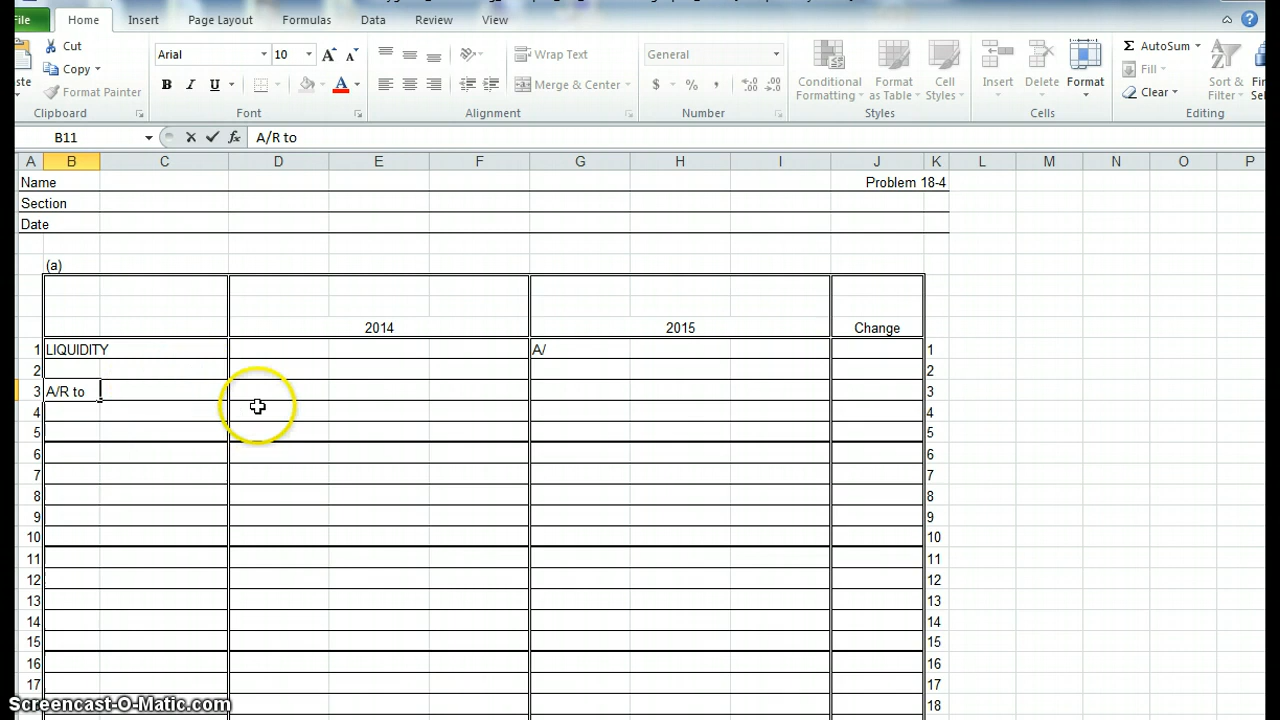 File Home Insert Page Layout Formulas Data Review View
Cut
Copy
Format Painter
Clipboard
Arial 10
B I U A
Font
Wrap Text
Merge & Center
Alignment
General
$ % ,
Number
Conditional Formatting
Format as Table
Cell Styles
Styles
Insert Delete Format
Cells
AutoSum
Fill
Clear
Sort & Filter
Editing
B11 fx A/R to
A B C D E F G H I J K L M N O P
Name Problem 18-4
Section
Date
(a)
2014 2015 Change
1 LIQUIDITY A/ 1
2 2
3 A/R to 3
4 4
5 5
6 6
7 7
8 8
9 9
10 10
11 11
12 12
13 13
14 14
15 15
16 16
17 17
18
Screencast-O-Matic.com